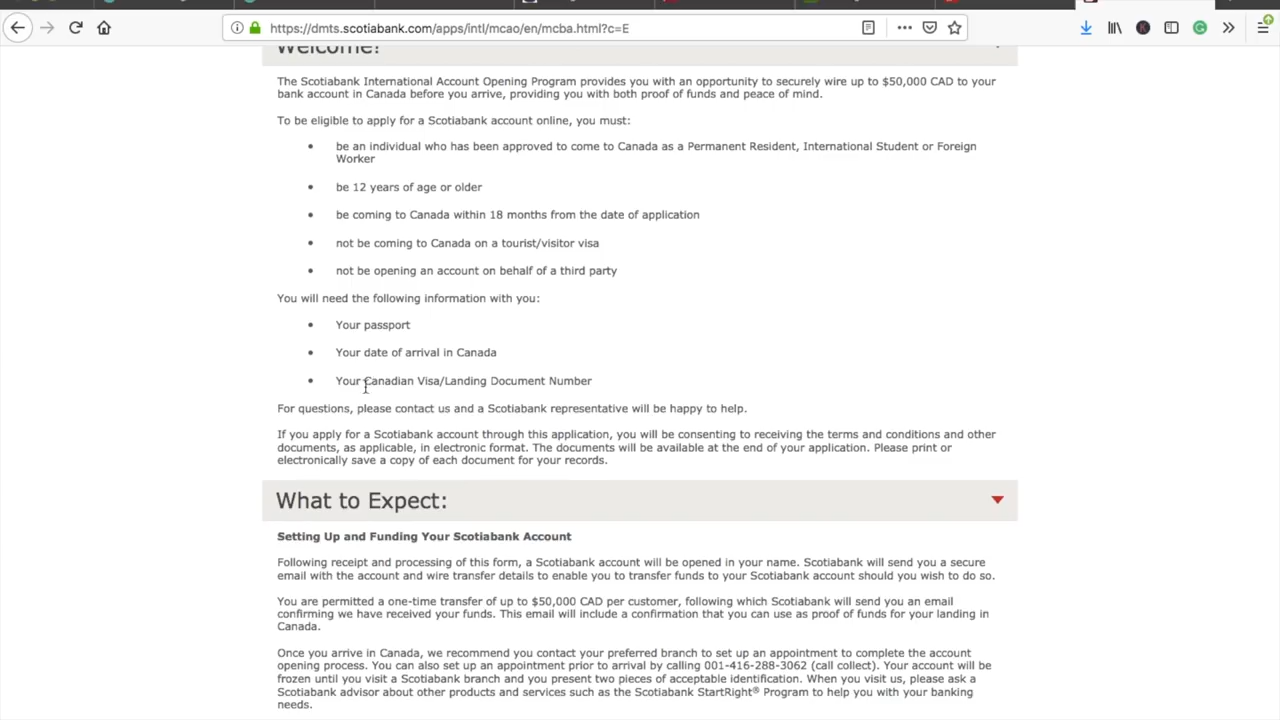 https://dmts.scotiabank.com/apps/intl/mcao/en/mcba.html?c=E
Welcome!
The Scotiabank International Account Opening Program provides you with an opportunity to securely wire up to $50,000 CAD to your
bank account in Canada before you arrive, providing you with both proof of funds and peace of mind.
To be eligible to apply for a Scotiabank account online, you must:
• be an individual who has been approved to come to Canada as a Permanent Resident, International Student or Foreign
Worker
• be 12 years of age or older
• be coming to Canada within 18 months from the date of application
• not be coming to Canada on a tourist/visitor visa
• not be opening an account on behalf of a third party
You will need the following information with you:
• Your passport
• Your date of arrival in Canada
• Your Canadian Visa/Landing Document Number
For questions, please contact us and a Scotiabank representative will be happy to help.
If you apply for a Scotiabank account through this application, you will be consenting to receiving the terms and conditions and other
documents, as applicable, in electronic format. The documents will be available at the end of your application. Please print or
electronically save a copy of each document for your records.
What to Expect:
Setting Up and Funding Your Scotiabank Account
Following receipt and processing of this form, a Scotiabank account will be opened in your name. Scotiabank will send you a secure
email with the account and wire transfer details to enable you to transfer funds to your Scotiabank account should you wish to do so.
You are permitted a one-time transfer of up to $50,000 CAD per customer, following which Scotiabank will send you an email
confirming we have received your funds. This email will include a confirmation that you can use as proof of funds for your landing in
Canada.
Once you arrive in Canada, we recommend you contact your preferred branch to set up an appointment to complete the account
opening process. You can also set up an appointment prior to arrival by calling 001-416-288-3062 (call collect). Your account will be
frozen until you visit a Scotiabank branch and you present two pieces of acceptable identification. When you visit us, please ask a
Scotiabank advisor about other products and services such as the Scotiabank StartRight® Program to help you with your banking
needs.